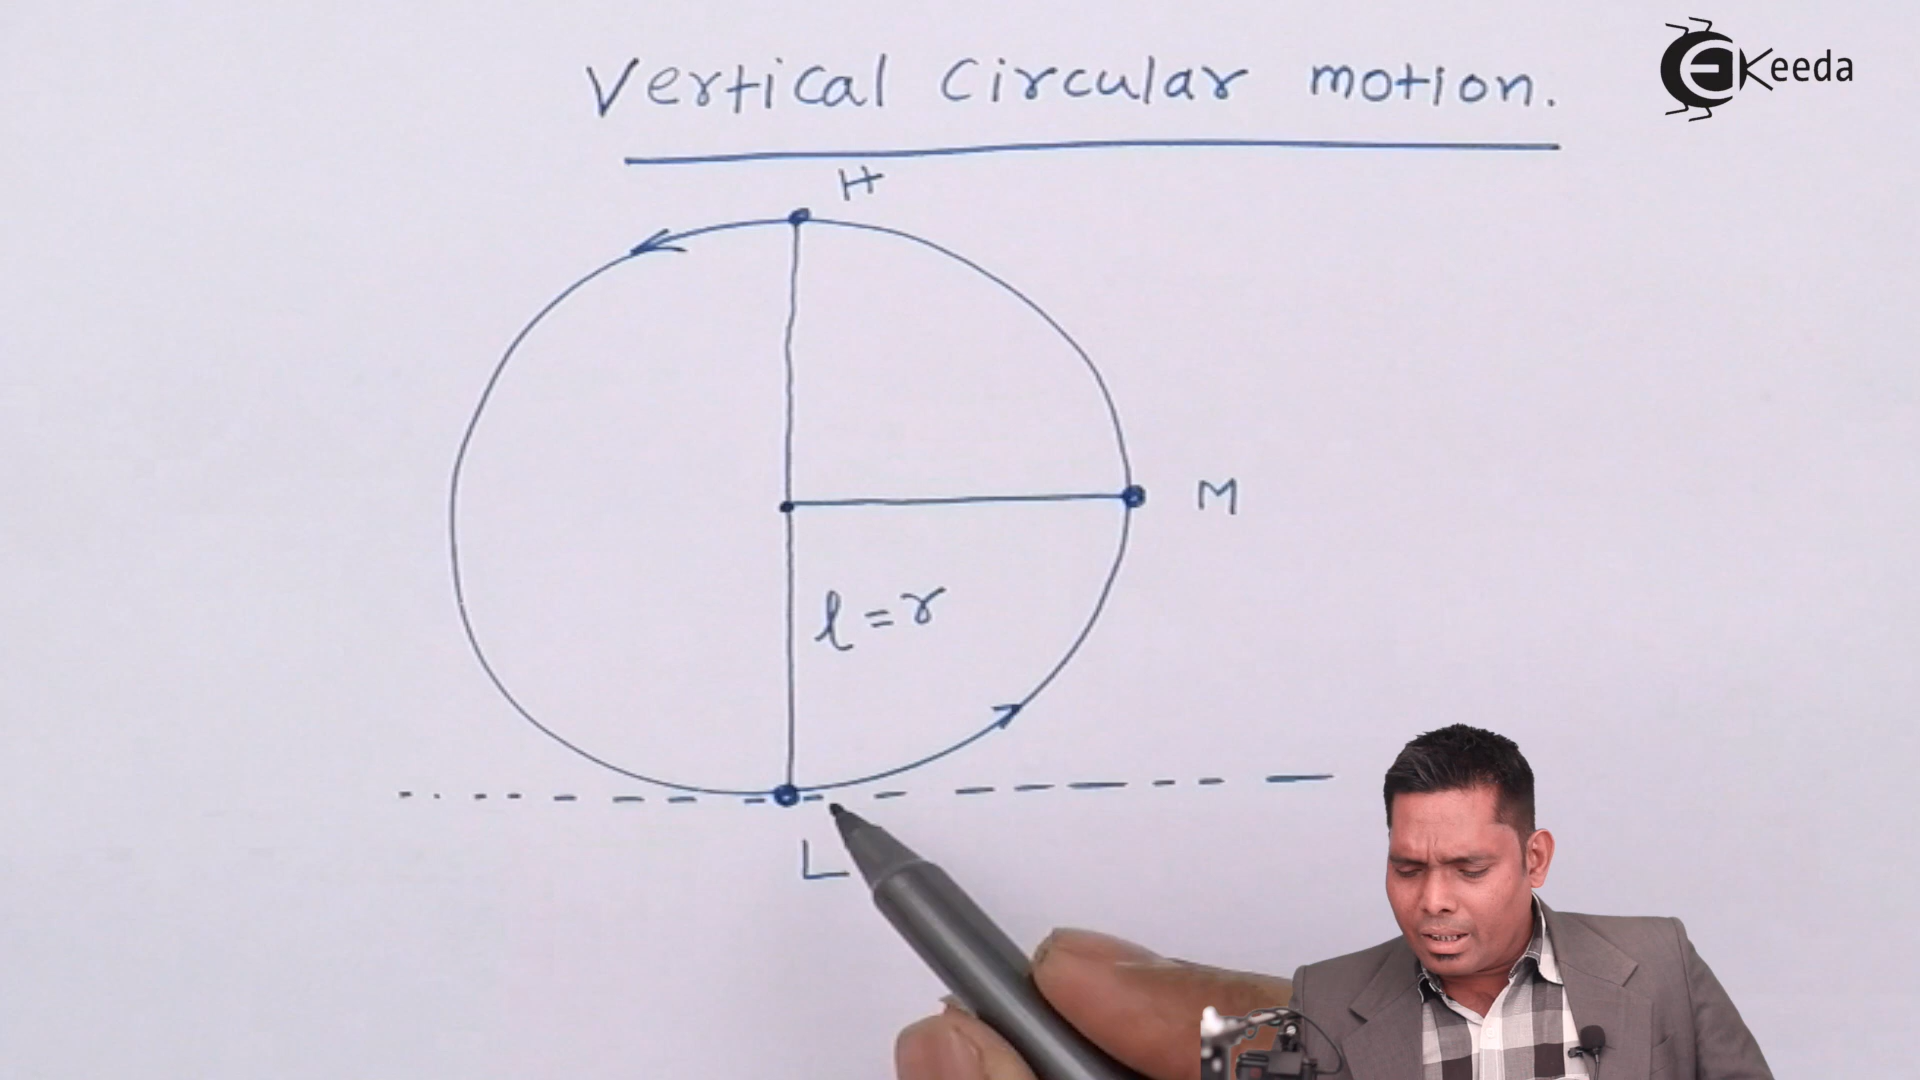 Vertical Circular motion.
EKeeda
H
M
l = r
L